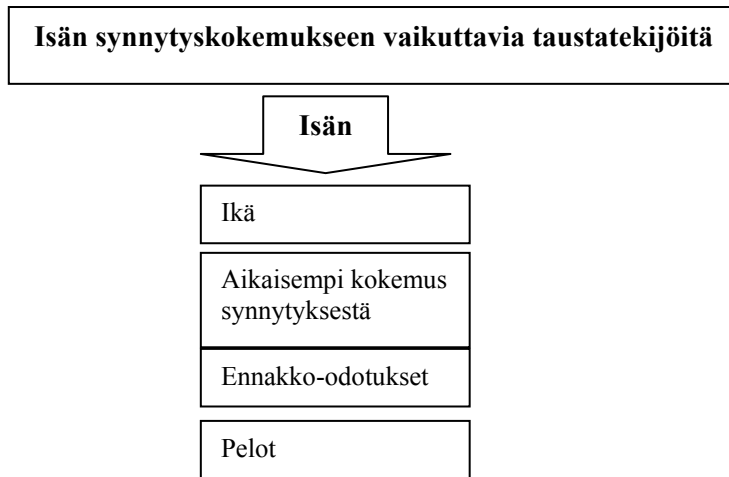 Isän synnytyskokemukseen vaikuttavia taustatekijöitä
Isän
Ikä
Aikaisempi kokemus
synnytyksestä
Ennakko-odotukset
Pelot